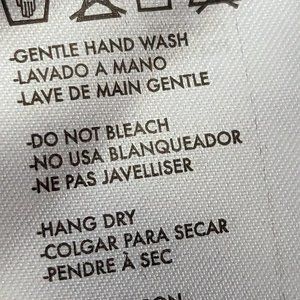 -GENTLE HAND WASH
-LAVADO A MANO
-LAVE DE MAIN GENTLE
-DO NOT BLEACH
-NO USA BLANQUEADOR
-NE PAS JAVELLISER
-HANG DRY
-COLGAR PARA SECAR
-PENDRE À SEC